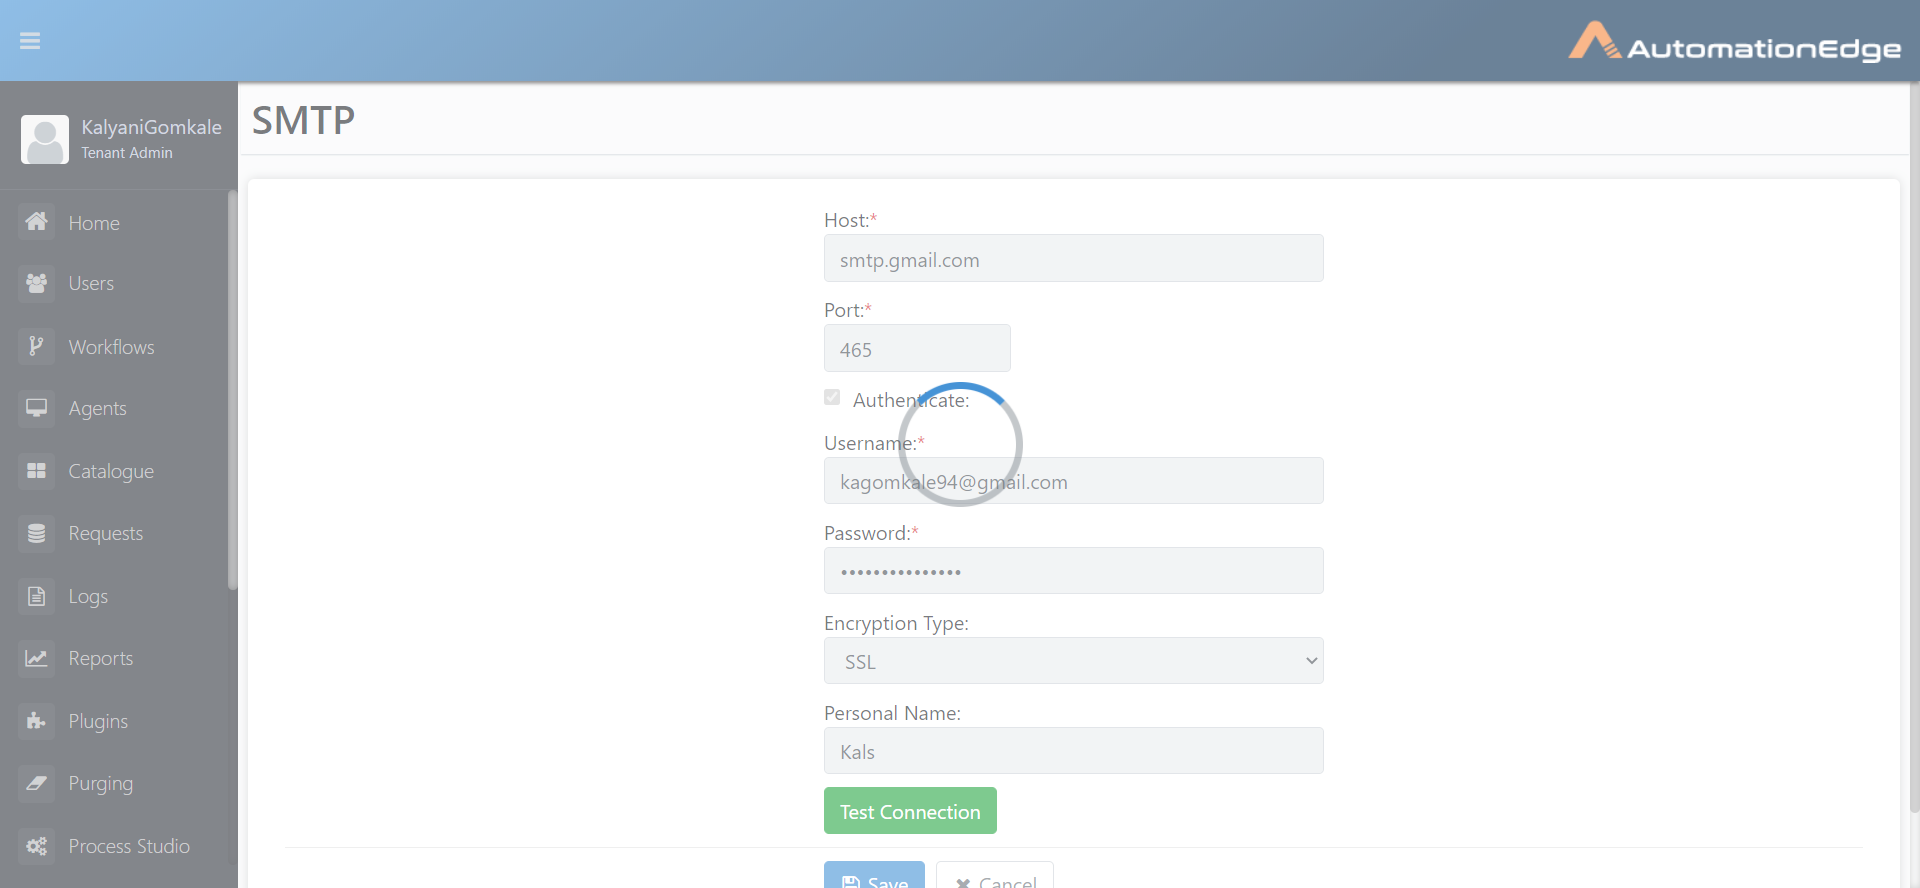 AutomationEdge
KalyaniGomkale
Tenant Admin
Home
Users
Workflows
Agents
Catalogue
Requests
Logs
Reports
Plugins
Purging
Process Studio
SMTP
Host:*
smtp.gmail.com
Port:*
465
Authenticate:
Username:*
kagomkale94@gmail.com
Password:*
•••••••••••••••
Encryption Type:
SSL
Personal Name:
Kals
Test Connection
Save Cancel